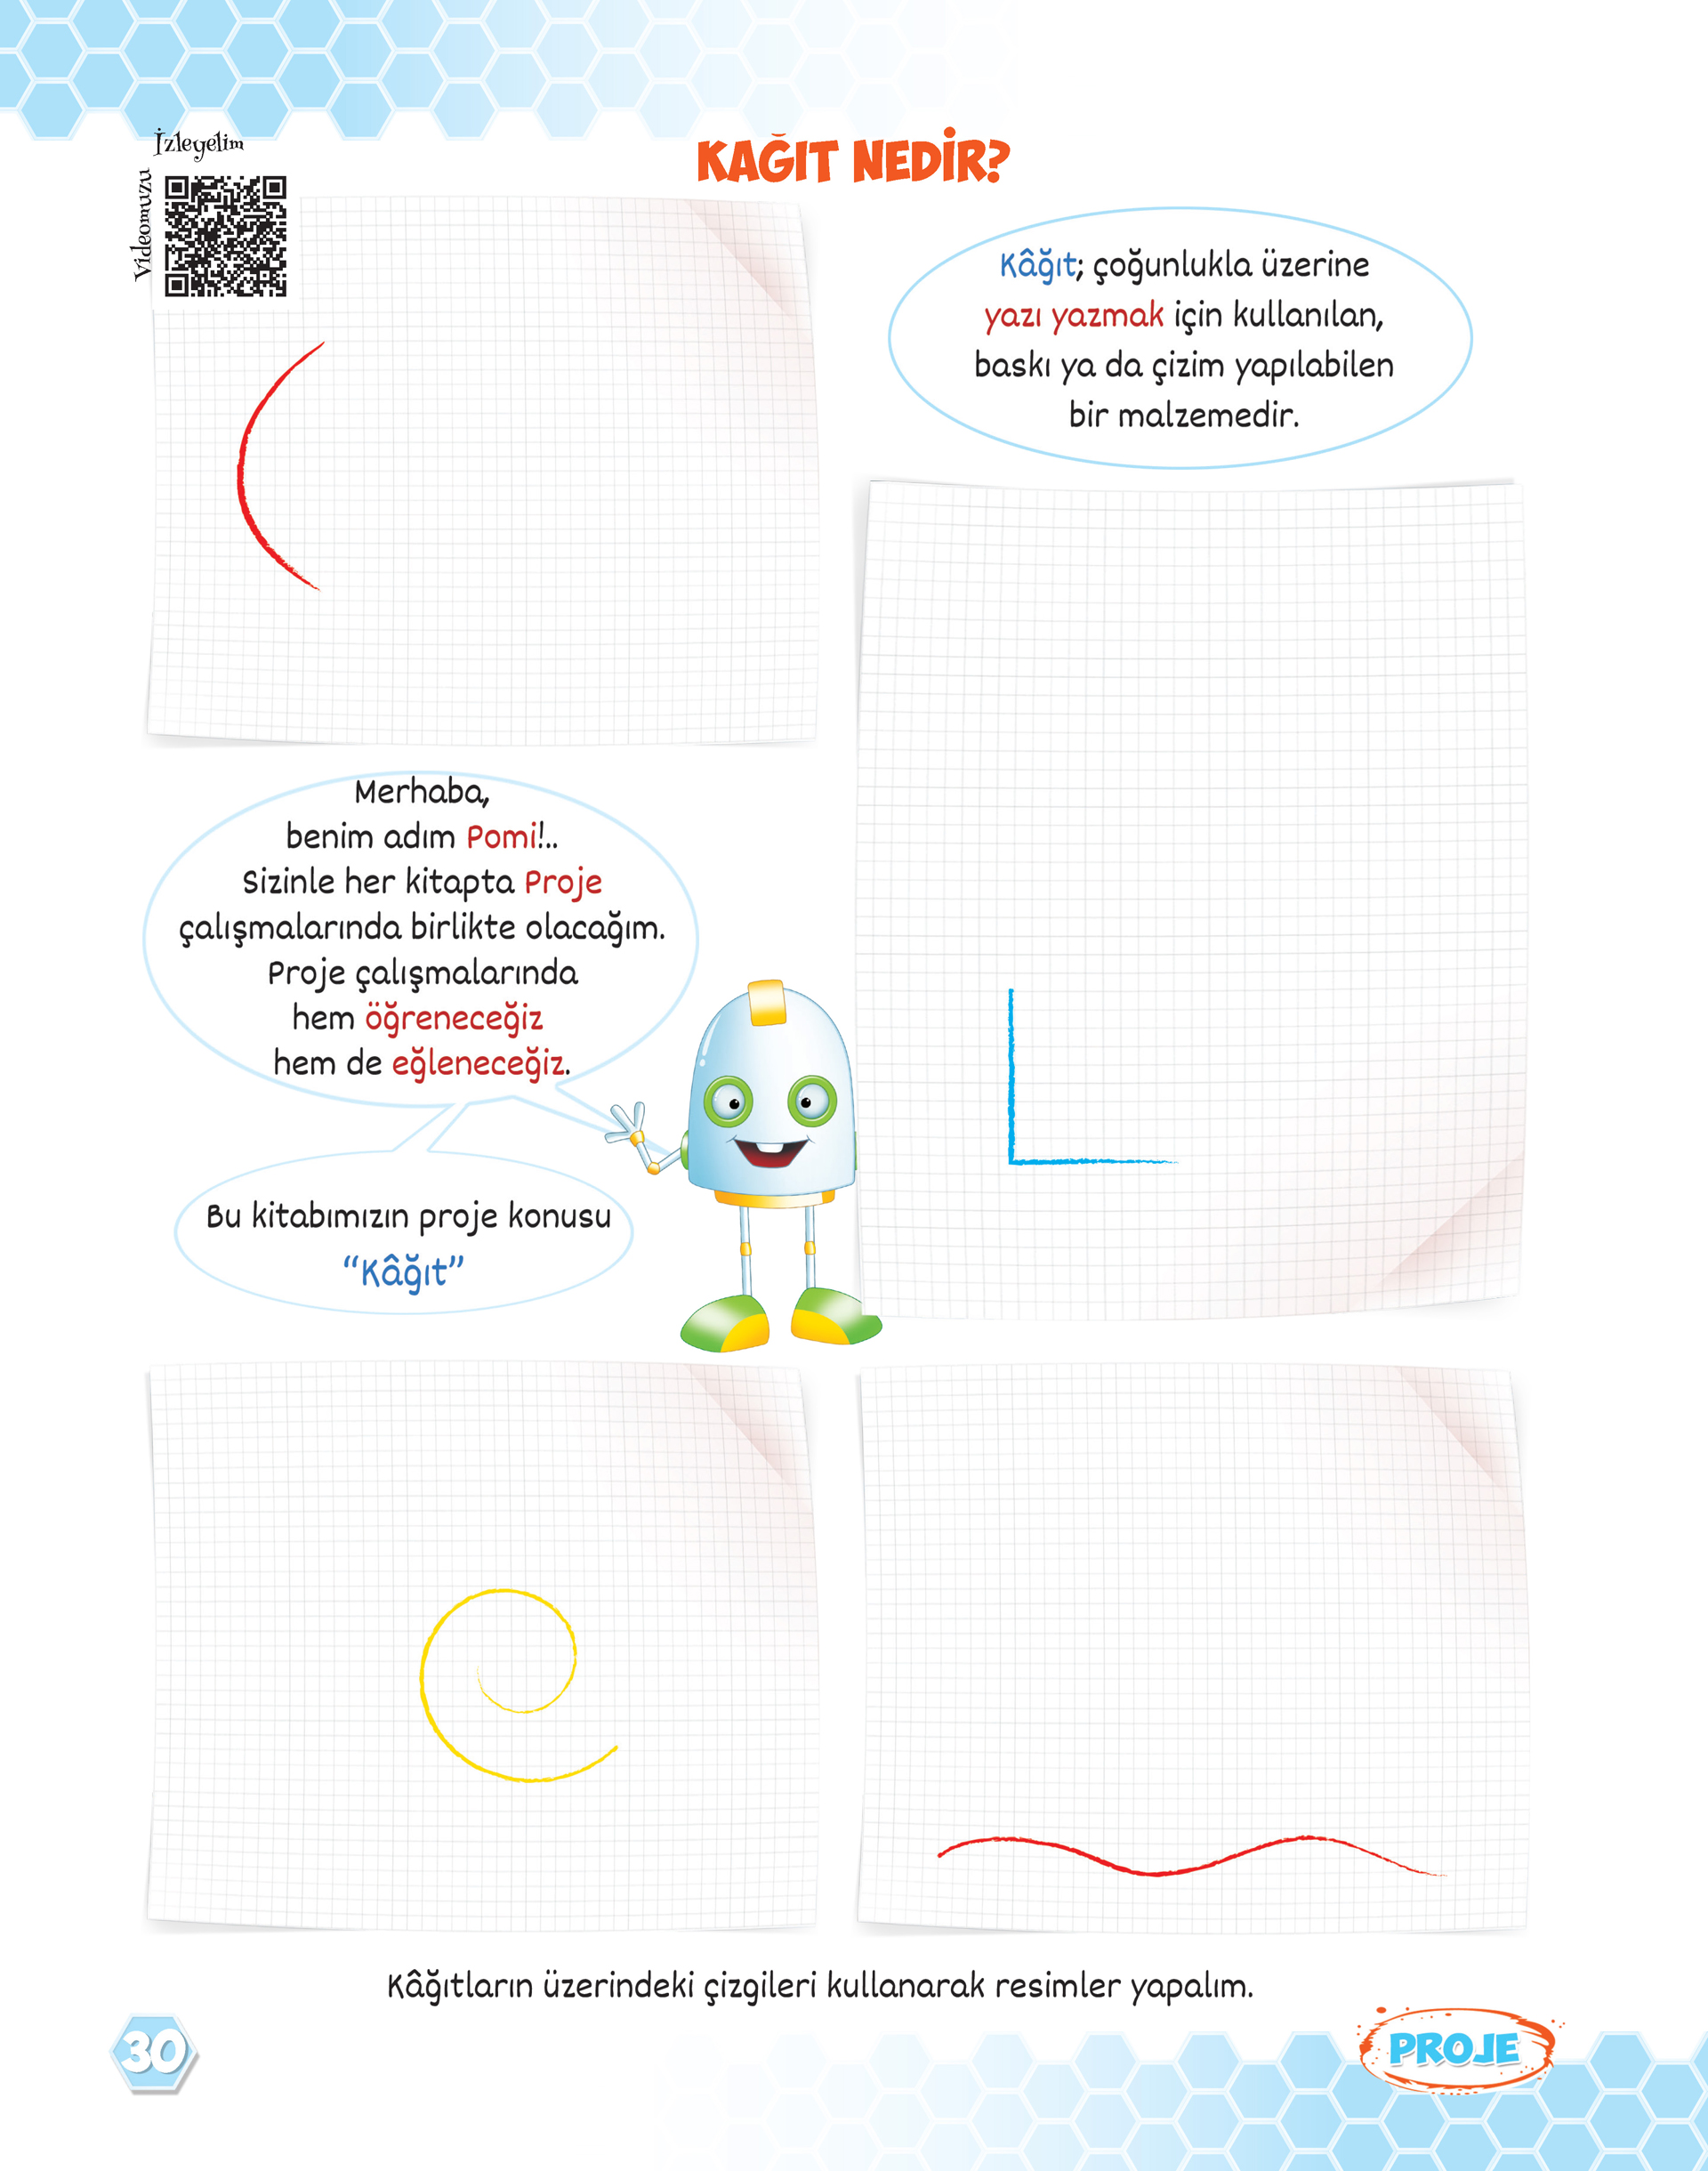 İzleyelim
Videomuzu
KAĞIT NEDİR?
Kâğıt; çoğunlukla üzerine
yazı yazmak için kullanılan,
baskı ya da çizim yapılabilen
bir malzemedir.
Merhaba,
benim adım Pomi!..
Sizinle her kitapta Proje
çalışmalarında birlikte olacağım.
Proje çalışmalarında
hem öğreneceğiz
hem de eğleneceğiz.
Bu kitabımızın proje konusu
“Kâğıt”
Kâğıtların üzerindeki çizgileri kullanarak resimler yapalım.
30
PROJE